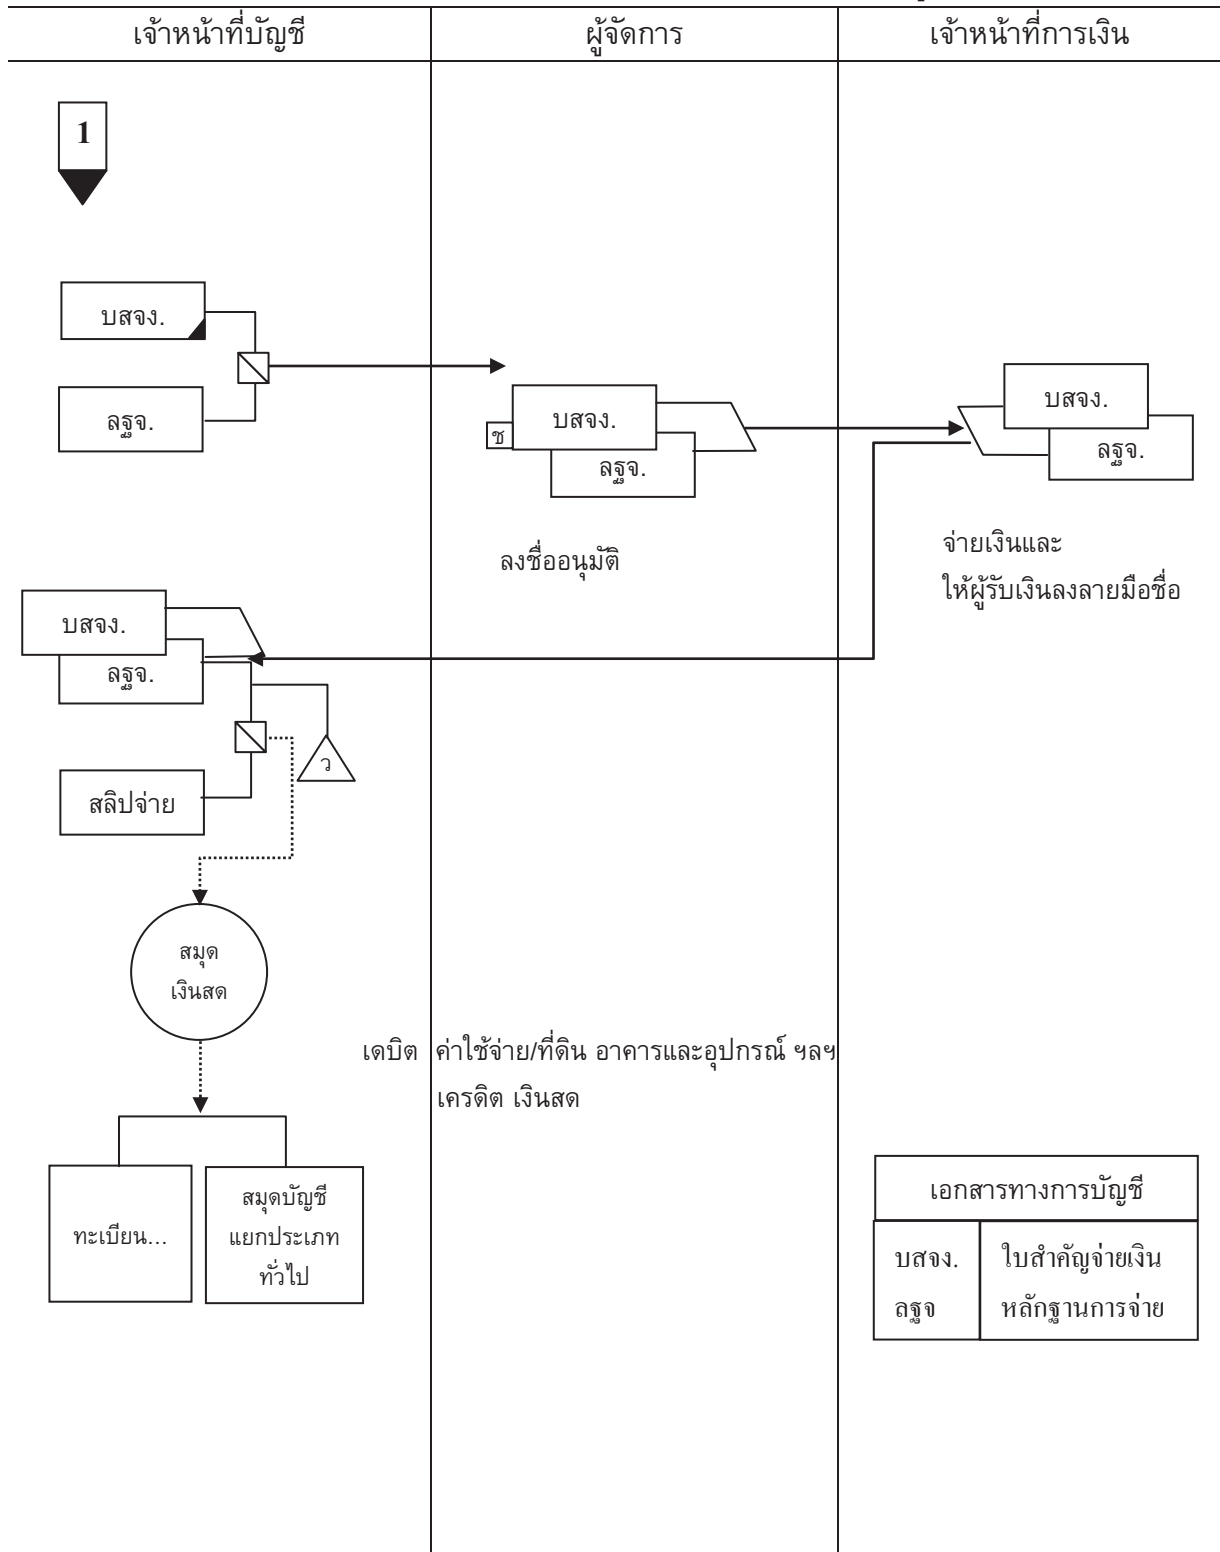 เจ้าหน้าที่บัญชี
ผู้จัดการ
เจ้าหน้าที่การเงิน
1
บสจง.
ลฐจ.
ช
บสจง.
ลฐจ.
ลงชื่ออนุมัติ
บสจง.
ลฐจ.
จ่ายเงินและ
ให้ผู้รับเงินลงลายมือชื่อ
บสจง.
ลฐจ.
ว
สลิปจ่าย
สมุด
เงินสด
เดบิต ค่าใช้จ่าย/ที่ดิน อาคารและอุปกรณ์ ฯลฯ
เครดิต เงินสด
ทะเบียน...
สมุดบัญชี
แยกประเภท
ทั่วไป
เอกสารทางการบัญชี
บสจง. ใบสำคัญจ่ายเงิน
ลฐจ หลักฐานการจ่าย